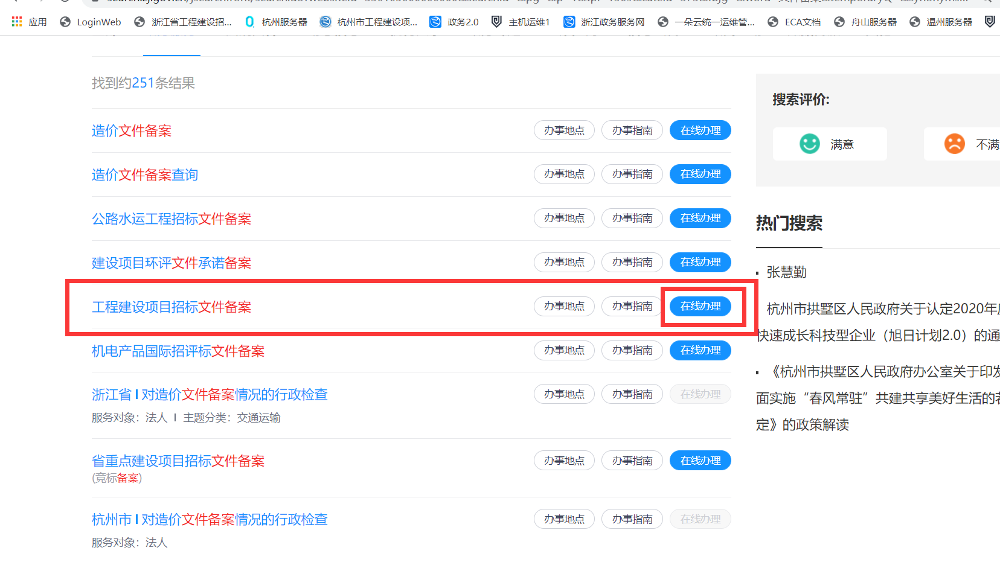 应用 LoginWeb 浙江省工程建设招... 杭州服务器 杭州市工程建设项... 政务2.0 主机运维1 浙江政务服务网 一朵云统一运维管... ECA文档 舟山服务器 温州服务器
找到约251条结果
造价文件备案 办事地点 办事指南 在线办理
造价文件备案查询 办事地点 办事指南 在线办理
公路水运工程招标文件备案 办事地点 办事指南 在线办理
建设项目环评文件承诺备案 办事地点 办事指南 在线办理
工程建设项目招标文件备案 办事地点 办事指南 在线办理
机电产品国际招评标文件备案 办事地点 办事指南 在线办理
浙江省 I 对造价文件备案情况的行政检查 办事地点 办事指南 在线办理
服务对象：法人 I 主题分类：交通运输
省重点建设项目招标文件备案 办事地点 办事指南 在线办理
(竞标备案)
杭州市 I 对造价文件备案情况的行政检查 办事地点 办事指南 在线办理
服务对象：法人
搜索评价:
满意 不满
热门搜索
张慧勤
杭州市拱墅区人民政府关于认定2020年
快速成长科技型企业（旭日计划2.0）的通
《杭州市拱墅区人民政府办公室关于印发
面实施“春风常驻”共建共享美好生活的
定》的政策解读